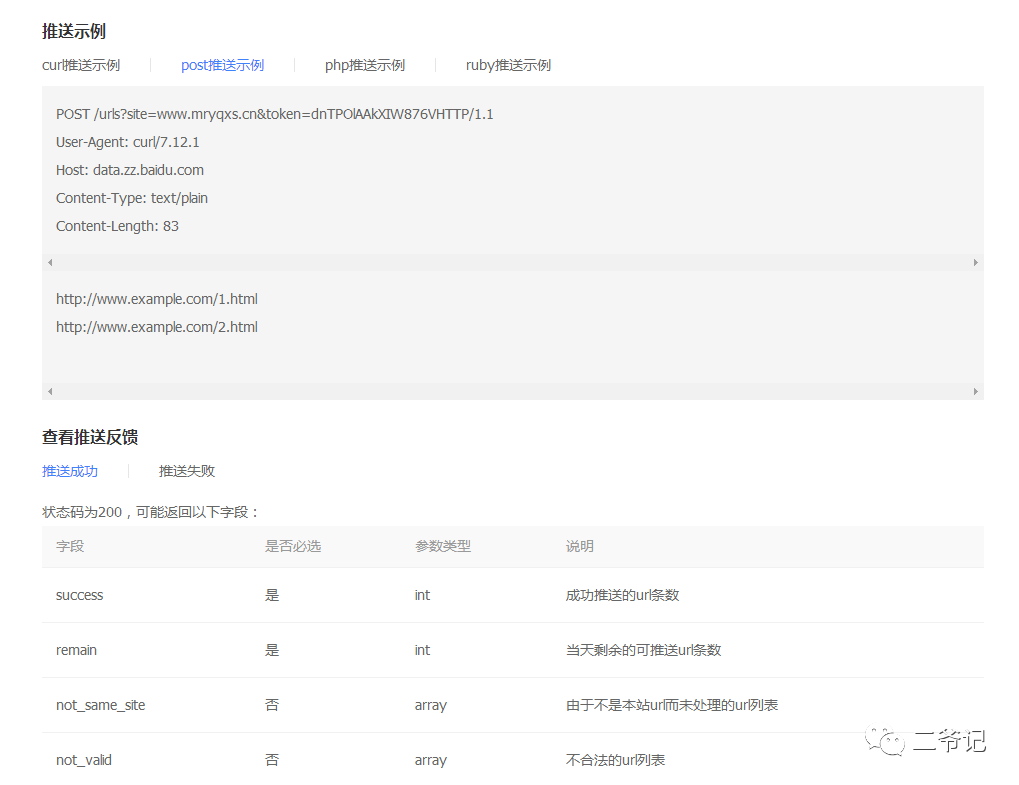 推送示例
curl推送示例 post推送示例 php推送示例 ruby推送示例
POST /urls?site=www.mryqxs.cn&token=dnTPOlAAkXIW876VHTTP/1.1
User-Agent: curl/7.12.1
Host: data.zz.baidu.com
Content-Type: text/plain
Content-Length: 83
http://www.example.com/1.html
http://www.example.com/2.html
查看推送反馈
推送成功 推送失败
状态码为200，可能返回以下字段：
字段 是否必选 参数类型 说明
success 是 int 成功推送的url条数
remain 是 int 当天剩余的可推送url条数
not_same_site 否 array 由于不是本站url而未处理的url列表
not_valid 否 array 不合法的url列表
二爷记